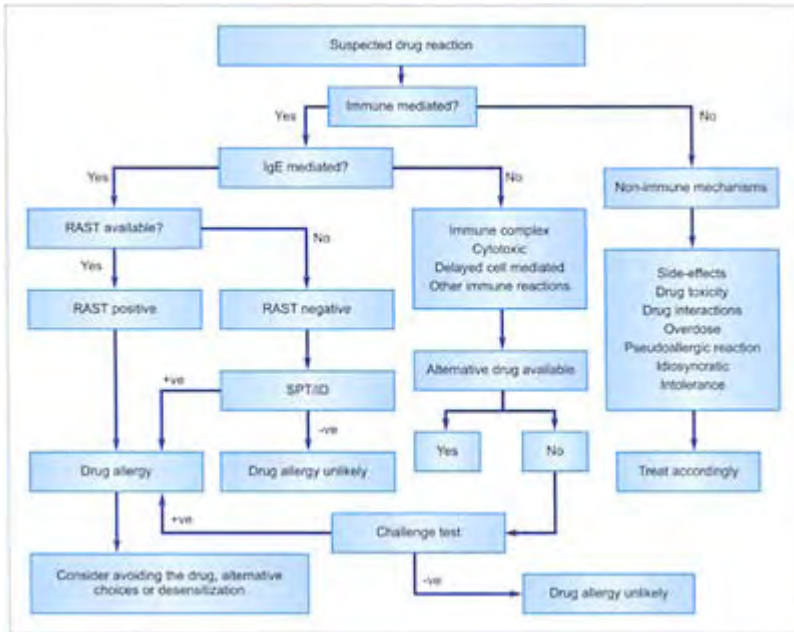 Suspected drug reaction
Immune mediated?
Yes
No
IgE mediated?
Yes
No
Non-immune mechanisms
RAST available?
No
Yes
Immune complex
Cytotoxic
Delayed cell mediated
Other immune reactions
Side-effects
Drug toxicity
Drug interactions
Overdose
Pseudoallergic reaction
Idiosyncratic
Intolerance
RAST positive
RAST negative
+ve
SPT/ID
-ve
Alternative drug available
Yes
No
Drug allergy
Drug allergy unlikely
Treat accordingly
+ve
Challenge test
-ve
Consider avoiding the drug, alternative
choices or desensitization
Drug allergy unlikely